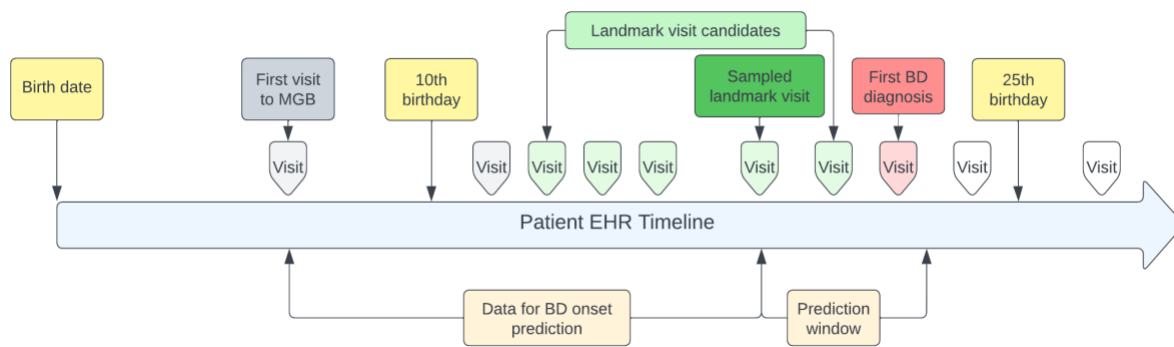 Landmark visit candidates
Birth date
First visit
to MGB
10th
birthday
Sampled
landmark visit
First BD
diagnosis
25th
birthday
Visit
Visit
Visit
Visit
Visit
Visit
Visit
Visit
Visit
Visit
Patient EHR Timeline
Data for BD onset
prediction
Prediction
window